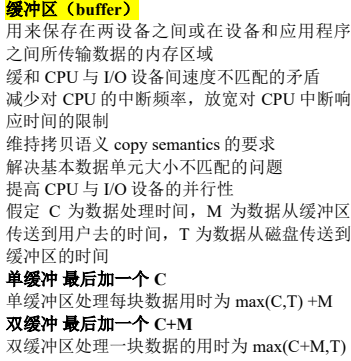 缓冲区（buffer）
用来保存在两设备之间或在设备和应用程序
之间所传输数据的内存区域
缓和 CPU 与 I/O 设备间速度不匹配的矛盾
减少对 CPU 的中断频率，放宽对 CPU 中断响
应时间的限制
维持拷贝语义 copy semantics 的要求
解决基本数据单元大小不匹配的问题
提高 CPU 与 I/O 设备的并行性
假定 C 为数据处理时间，M 为数据从缓冲区
传送到用户去的时间，T 为数据从磁盘传送到
缓冲区的时间
单缓冲 最后加一个 C
单缓冲区处理每块数据用时为 max(C,T) +M
双缓冲 最后加一个 C+M
双缓冲区处理一块数据的用时为 max(C+M,T)